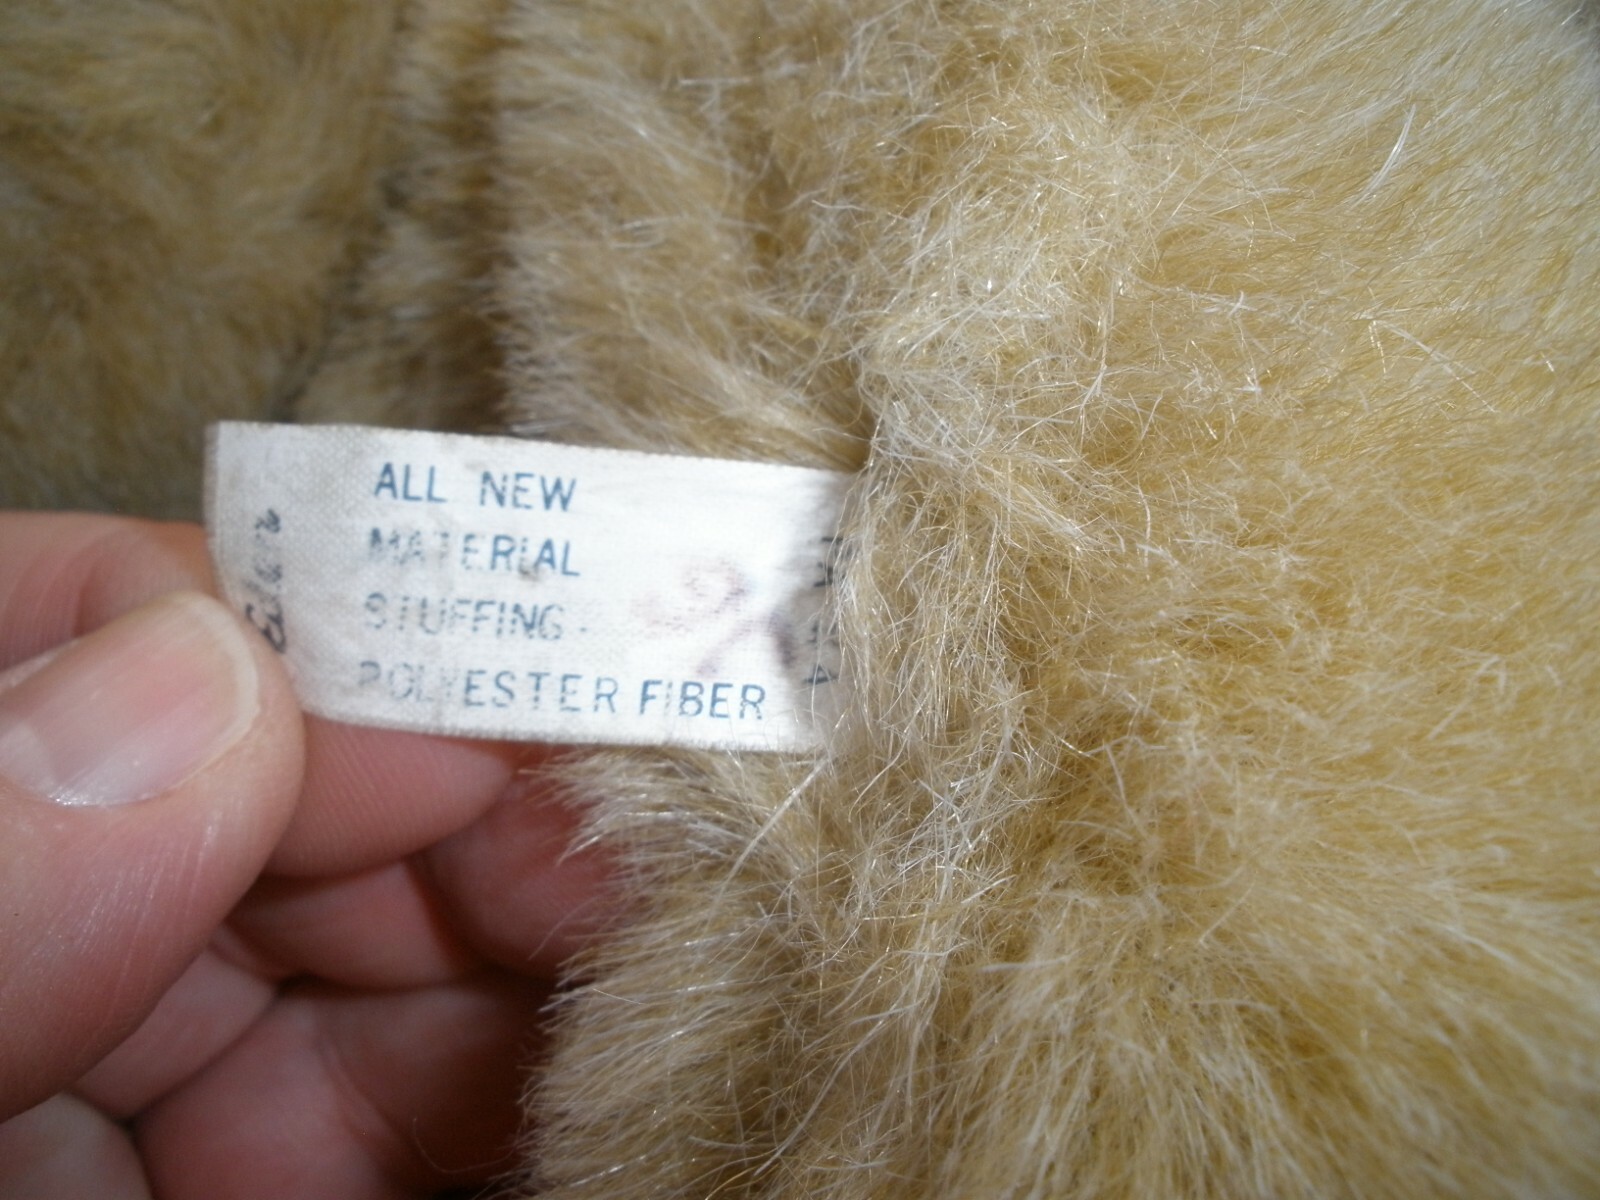 ALL NEW
MATERIAL
STUFFING
POLYESTER FIBER